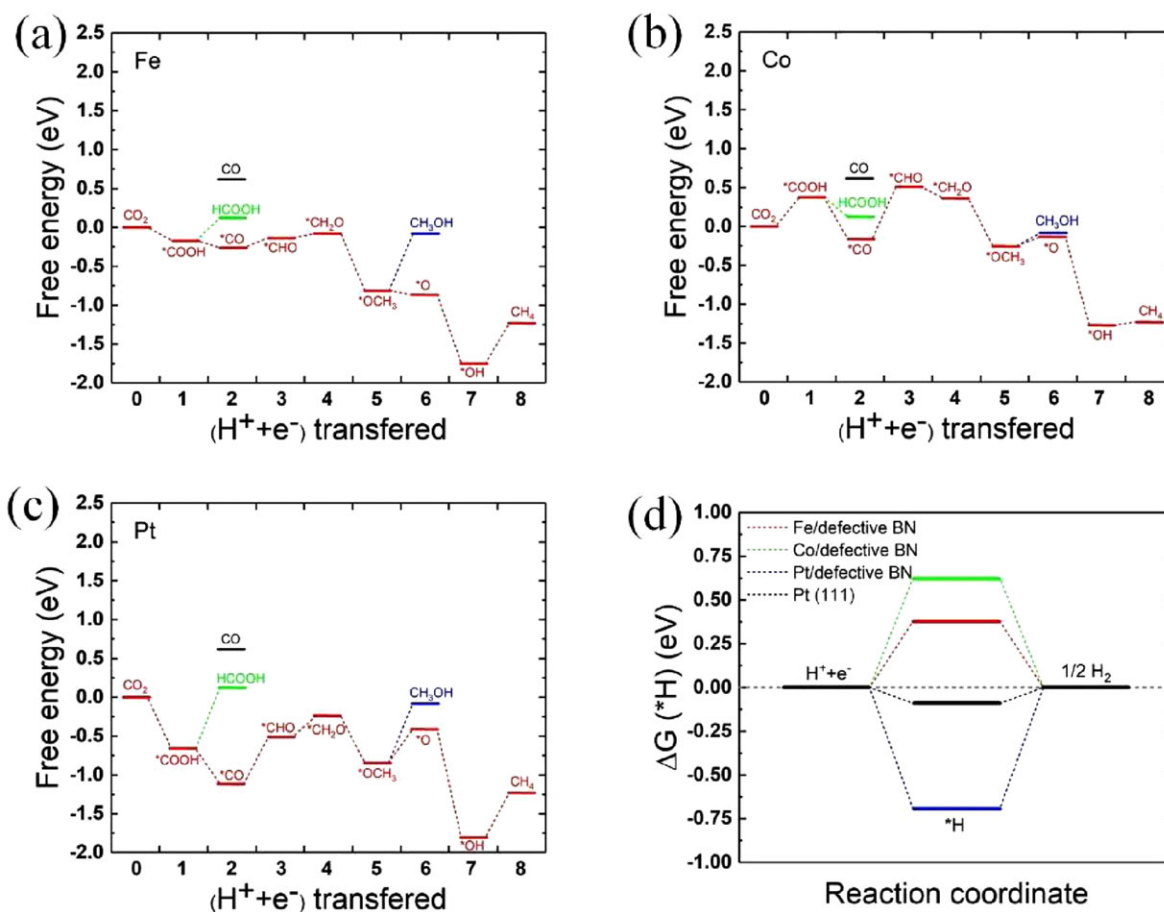 (a)
Fe
2.5
2.0
1.5
1.0
0.5
0.0
-0.5
-1.0
-1.5
-2.0
Free energy (eV)
CO
HCOOH
CO₂
*COOH
*CO
*CHO
*CH₂O
*OCH₃
CH₃OH
*O
*OH
CH₄
0 1 2 3 4 5 6 7 8
(H⁺+e⁻) transfered
(b)
Co
2.5
2.0
1.5
1.0
0.5
0.0
-0.5
-1.0
-1.5
-2.0
Free energy (eV)
CO
*COOH
HCOOH
CO₂
*CO
*CHO
*CH₂O
*OCH₃
CH₃OH
*O
*OH
CH₄
0 1 2 3 4 5 6 7 8
(H⁺+e⁻) transfered
(c)
Pt
2.5
2.0
1.5
1.0
0.5
0.0
-0.5
-1.0
-1.5
-2.0
Free energy (eV)
CO
HCOOH
CO₂
*COOH
*CO
*CHO
*CH₂O
*OCH₃
CH₃OH
*O
*OH
CH₄
0 1 2 3 4 5 6 7 8
(H⁺+e⁻) transfered
(d)
1.00
0.75
0.50
0.25
0.00
-0.25
-0.50
-0.75
-1.00
ΔG (*H) (eV)
Fe/defective BN
Co/defective BN
Pt/defective BN
Pt (111)
H⁺+e⁻
1/2 H₂
*H
Reaction coordinate